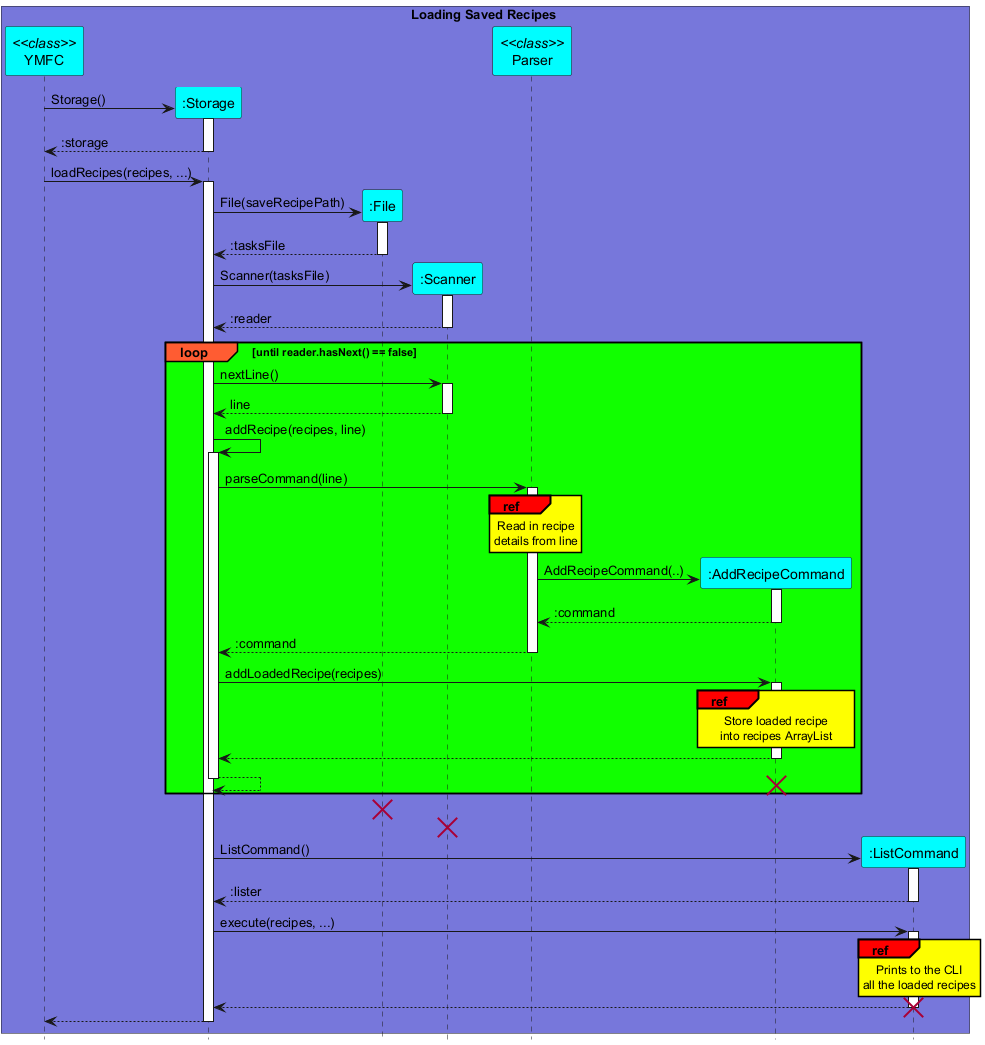 Loading Saved Recipes
<<class>>
YMFC
<<class>>
Parser
Storage()
:Storage
:storage
loadRecipes(recipes, ...)
File(saveRecipePath)
:File
:tasksFile
Scanner(tasksFile)
:Scanner
:reader
loop
[until reader.hasNext() == false]
nextLine()
line
addRecipe(recipes, line)
parseCommand(line)
ref
Read in recipe
details from line
AddRecipeCommand(..)
:AddRecipeCommand
:command
:command
addLoadedRecipe(recipes)
ref
Store loaded recipe
into recipes ArrayList
ListCommand()
:ListCommand
:lister
execute(recipes, ...)
ref
Prints to the CLI
all the loaded recipes